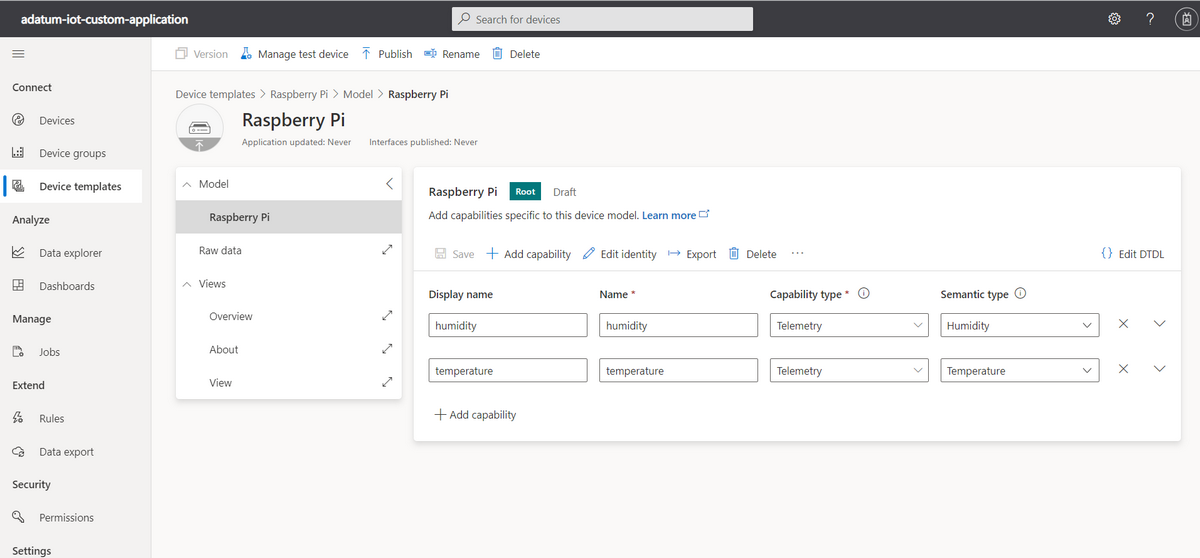 adatum-iot-custom-application
Search for devices
?
Version Manage test device Publish Rename Delete
Connect
Devices
Device groups
Device templates
Analyze
Data explorer
Dashboards
Manage
Jobs
Extend
Rules
Data export
Security
Permissions
Settings
Device templates > Raspberry Pi > Model > Raspberry Pi
Raspberry Pi
Application updated: Never Interfaces published: Never
Model
Raspberry Pi
Raw data
Views
Overview
About
View
Raspberry Pi Root Draft
Add capabilities specific to this device model. Learn more
Save + Add capability Edit identity Export Delete ...
{} Edit DTDL
Display name Name * Capability type * Semantic type
humidity humidity Telemetry Humidity
temperature temperature Telemetry Temperature
+ Add capability